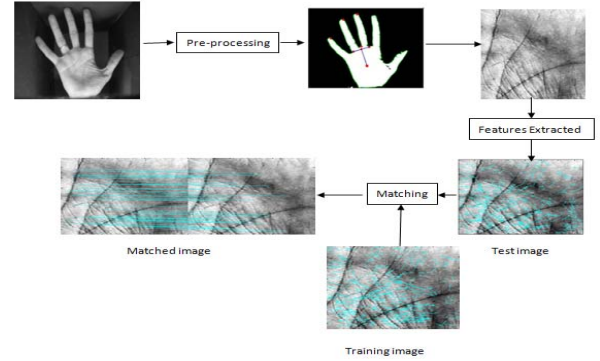 Pre-processing
Features Extracted
Matching
Matched image
Test image
Training image